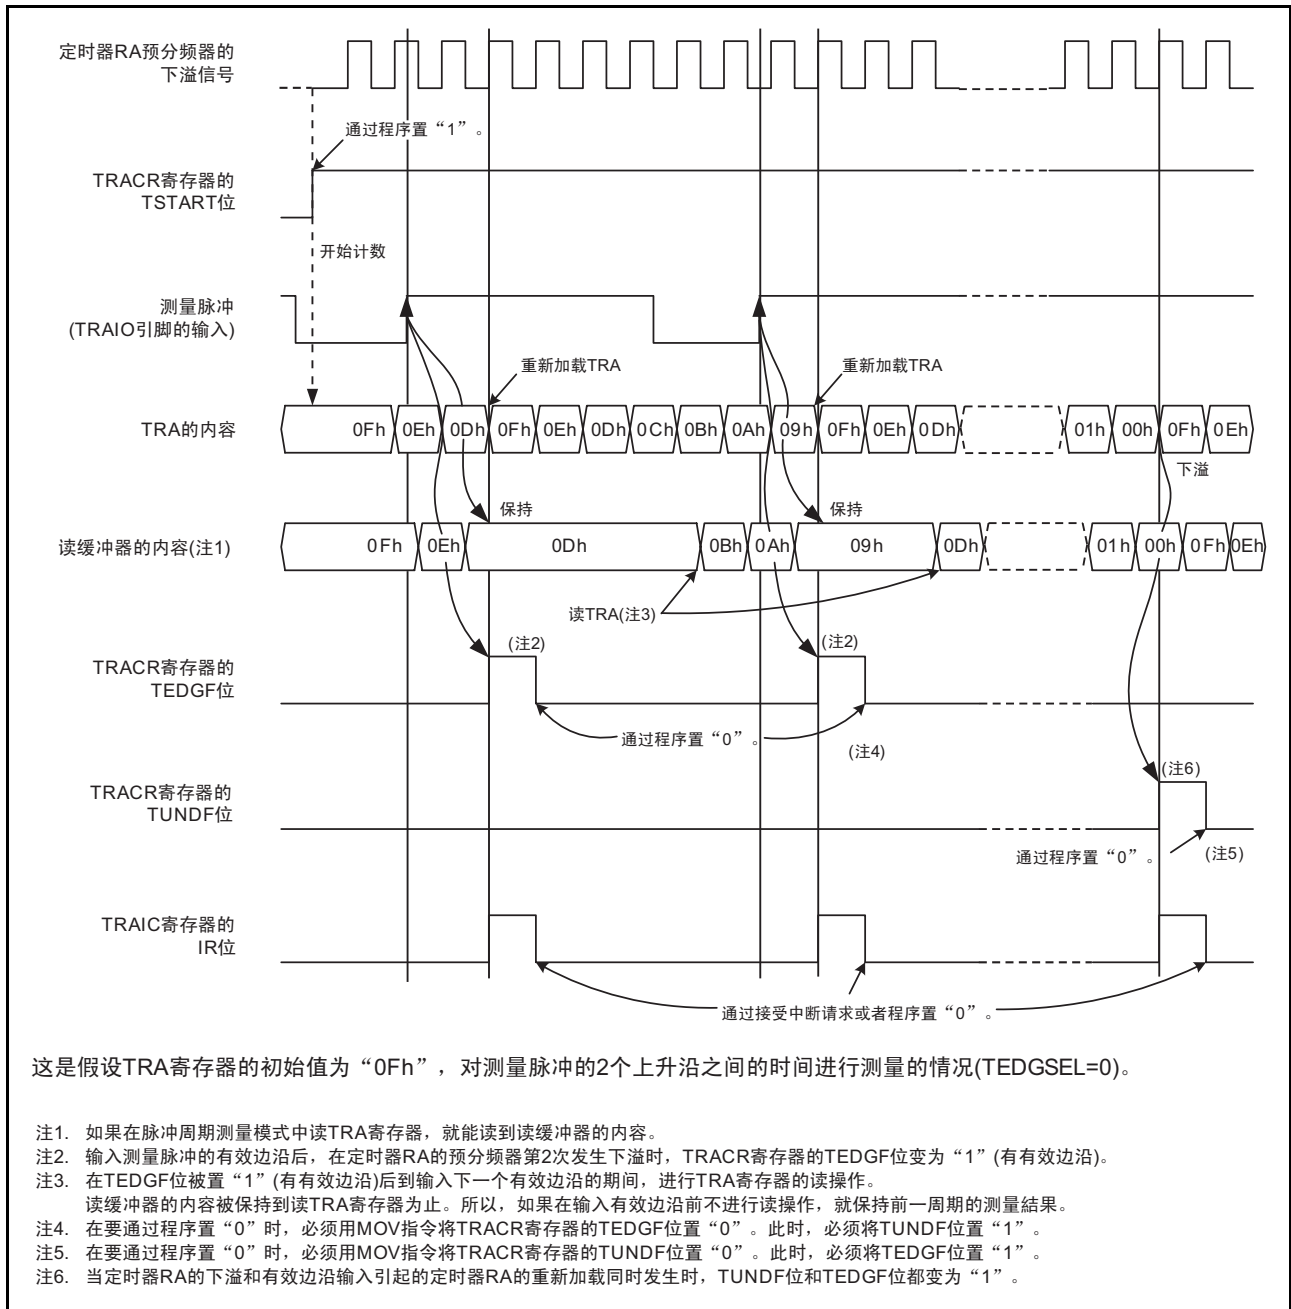 定时器RA预分频器的
下溢信号
通过程序置“1”。
TRACR寄存器的
TSTART位
开始计数
测量脉冲
(TRAIO引脚的输入)
重新加载TRA
重新加载TRA
TRA的内容
0Fh 0Eh 0Dh 0Fh 0Eh 0Dh 0Ch 0Bh 0Ah 09h 0Fh 0Eh 0Dh 01h 00h 0Fh 0Eh
下溢
保持
保持
读缓冲器的内容(注1)
0Fh 0Eh 0Dh 0Bh 0Ah 09h 0Dh 01h 00h 0Fh 0Eh
读TRA(注3)
(注2)
(注2)
TRACR寄存器的
TEDGF位
通过程序置“0”。
(注4)
(注6)
TRACR寄存器的
TUNDF位
通过程序置“0”。
(注5)
TRAIC寄存器的
IR位
通过接受中断请求或者程序置“0”。
这是假设TRA寄存器的初始值为“0Fh”，对测量脉冲的2个上升沿之间的时间进行测量的情况(TEDGSEL=0)。
注1. 如果在脉冲周期测量模式中读TRA寄存器，就能读到读缓冲器的内容。
注2. 输入测量脉冲的有效边沿后，在定时器RA的预分频器第2次发生下溢时，TRACR寄存器的TEDGF位变为“1”(有有效边沿)。
注3. 在TEDGF位被置“1”(有有效边沿)后到输入下一个有效边沿的期间，进行TRA寄存器的读操作。
读缓冲器的内容被保持到读TRA寄存器为止。所以，如果在输入有效边沿前不进行读操作，就保持前一周期的测量结果。
注4. 在要通过程序置“0”时，必须用MOV指令将TRACR寄存器的TEDGF位置“0”。此时，必须将TUNDF位置“1”。
注5. 在要通过程序置“0”时，必须用MOV指令将TRACR寄存器的TUNDF位置“0”。此时，必须将TEDGF位置“1”。
注6. 当定时器RA的下溢和有效边沿输入引起的定时器RA的重新加载同时发生时，TUNDF位和TEDGF位都变为“1”。